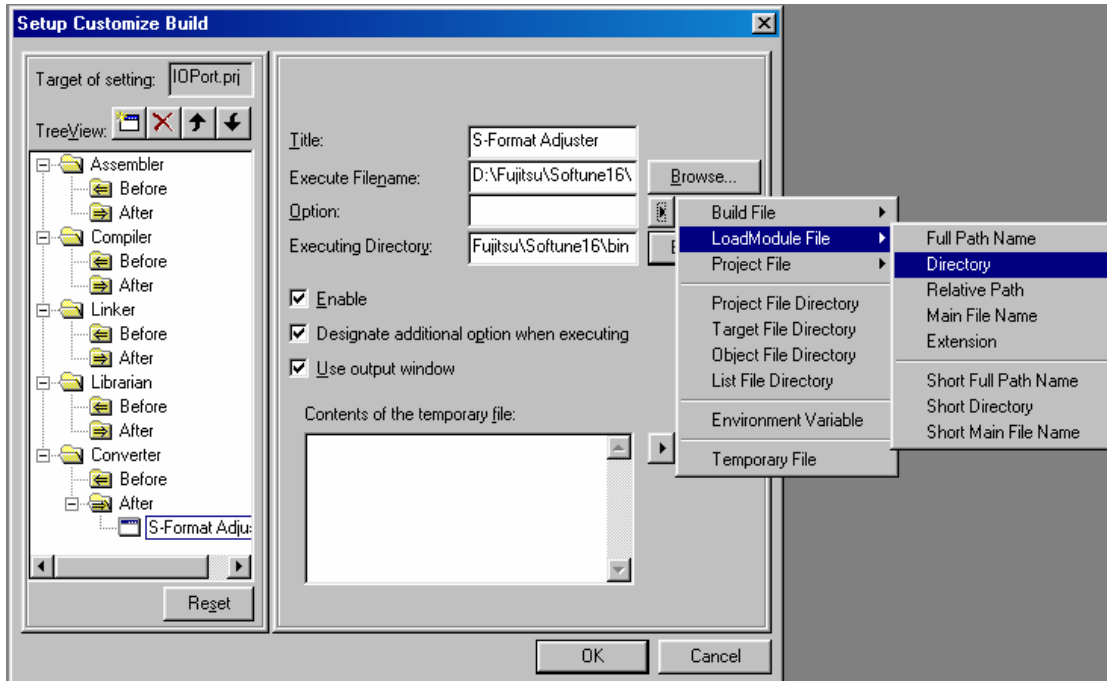 Setup Customize Build
Target of setting: IOPort.prj
TreeView:
Assembler
Before
After
Compiler
Before
After
Linker
Before
After
Librarian
Before
After
Converter
Before
After
S-Format Adju
Reset
Title: S-Format Adjuster
Execute Filename: D:\Fujitsu\Softune16\ Browse...
Option:
Executing Directory: Fujitsu\Softune16\bin
Enable
Designate additional option when executing
Use output window
Contents of the temporary file:
Build File
LoadModule File
Project File
Project File Directory
Target File Directory
Object File Directory
List File Directory
Environment Variable
Temporary File
Full Path Name
Directory
Relative Path
Main File Name
Extension
Short Full Path Name
Short Directory
Short Main File Name
OK Cancel